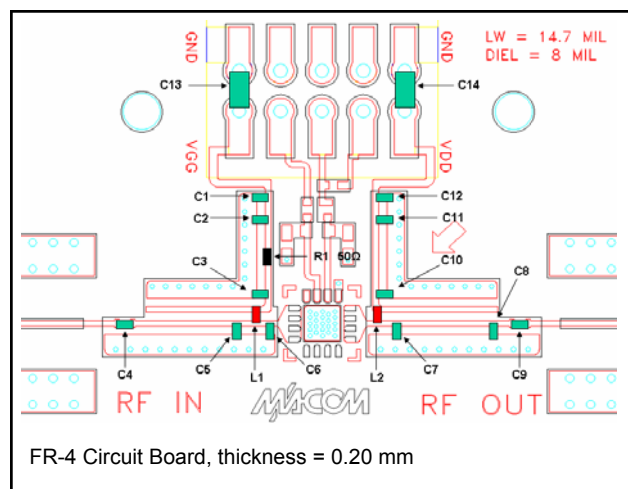 GND
GND
LW = 14.7 MIL
DIEL = 8 MIL
C13
C14
VGG
VDD
C1
C12
C2
C11
R1 50Ω
C3
C10
C8
C4
C5
L1
C6
L2
C7
C9
RF IN
M/ACOM
RF OUT
FR-4 Circuit Board, thickness = 0.20 mm